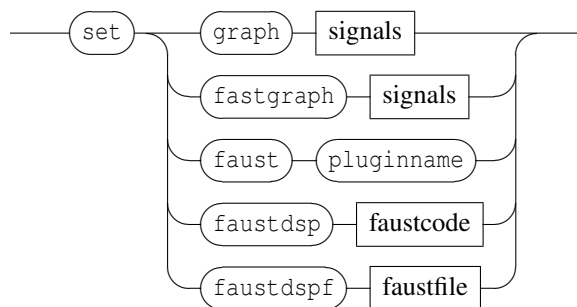 set graph signals
fastgraph signals
faust pluginname
faustdsp faustcode
faustdspf faustfile